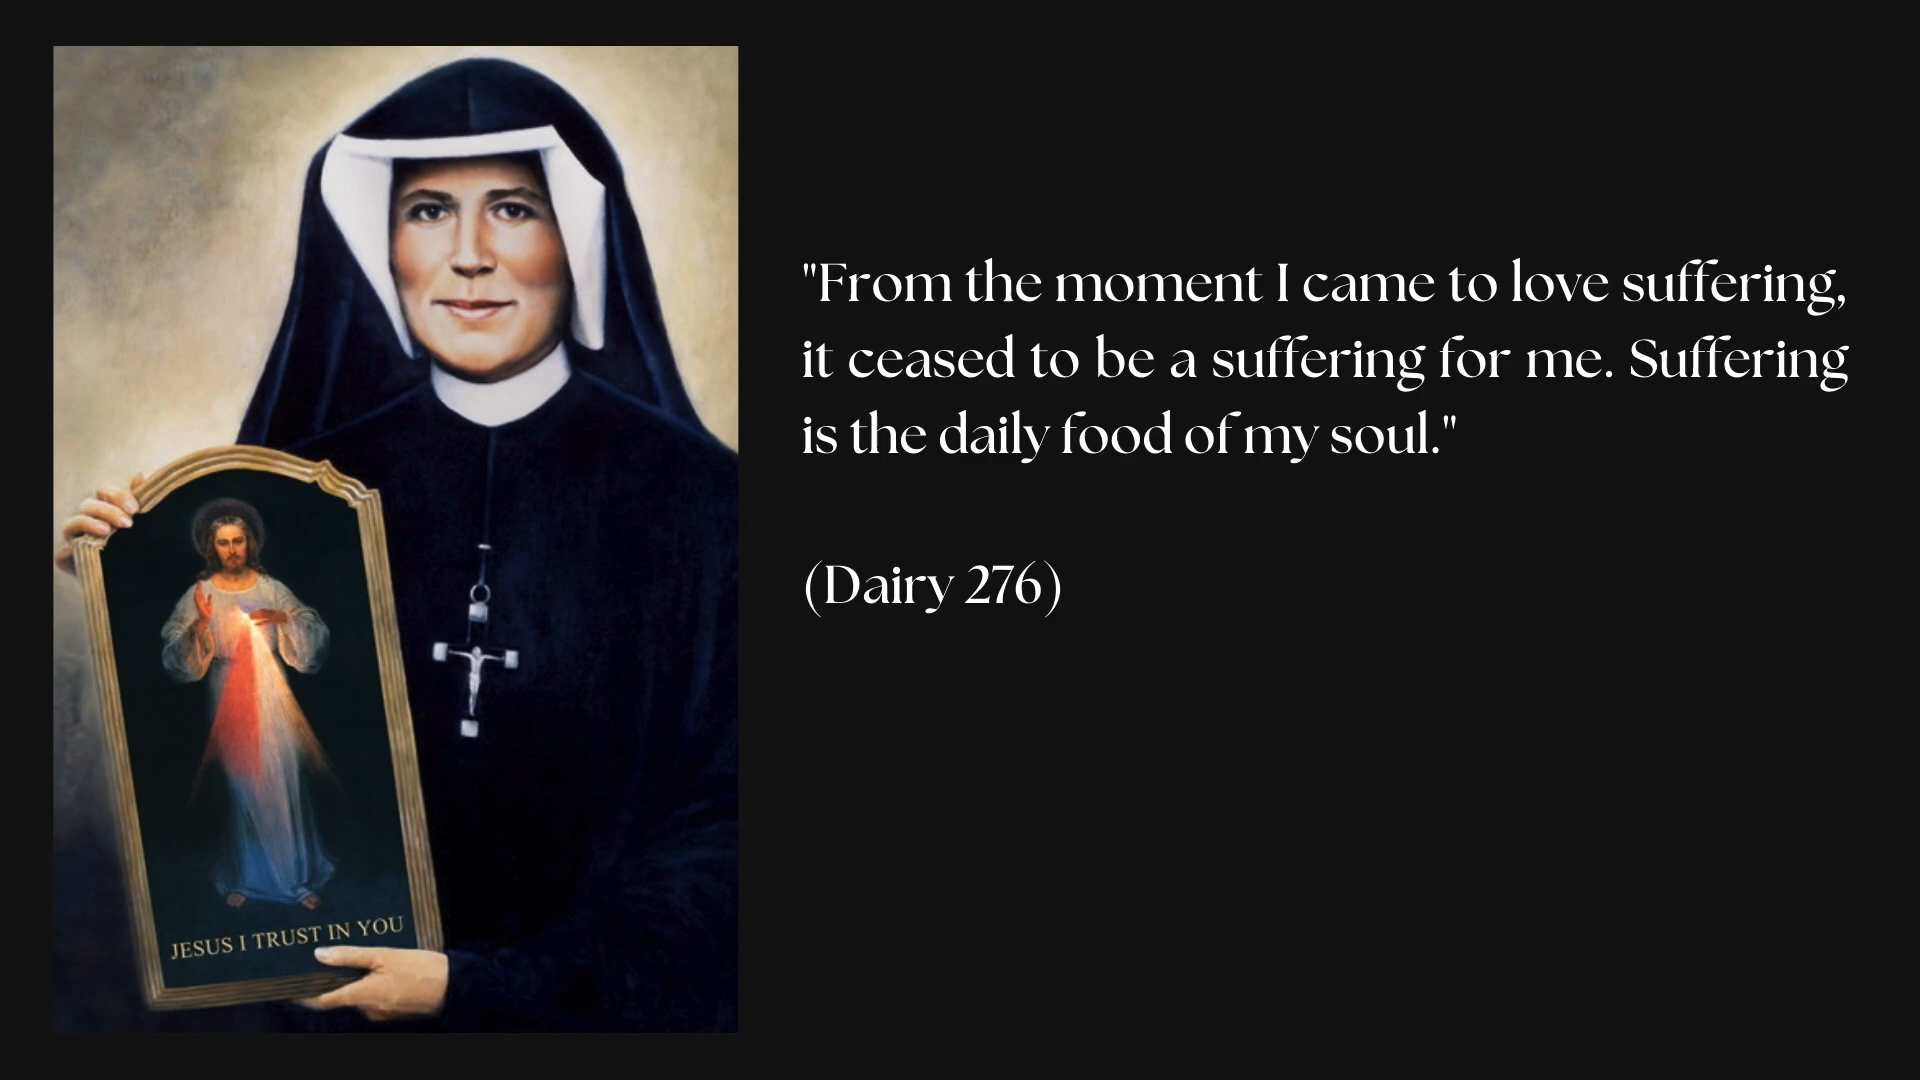 "From the moment I came to love suffering,
it ceased to be a suffering for me. Suffering
is the daily food of my soul."
(Dairy 276)
JESUS I TRUST IN YOU